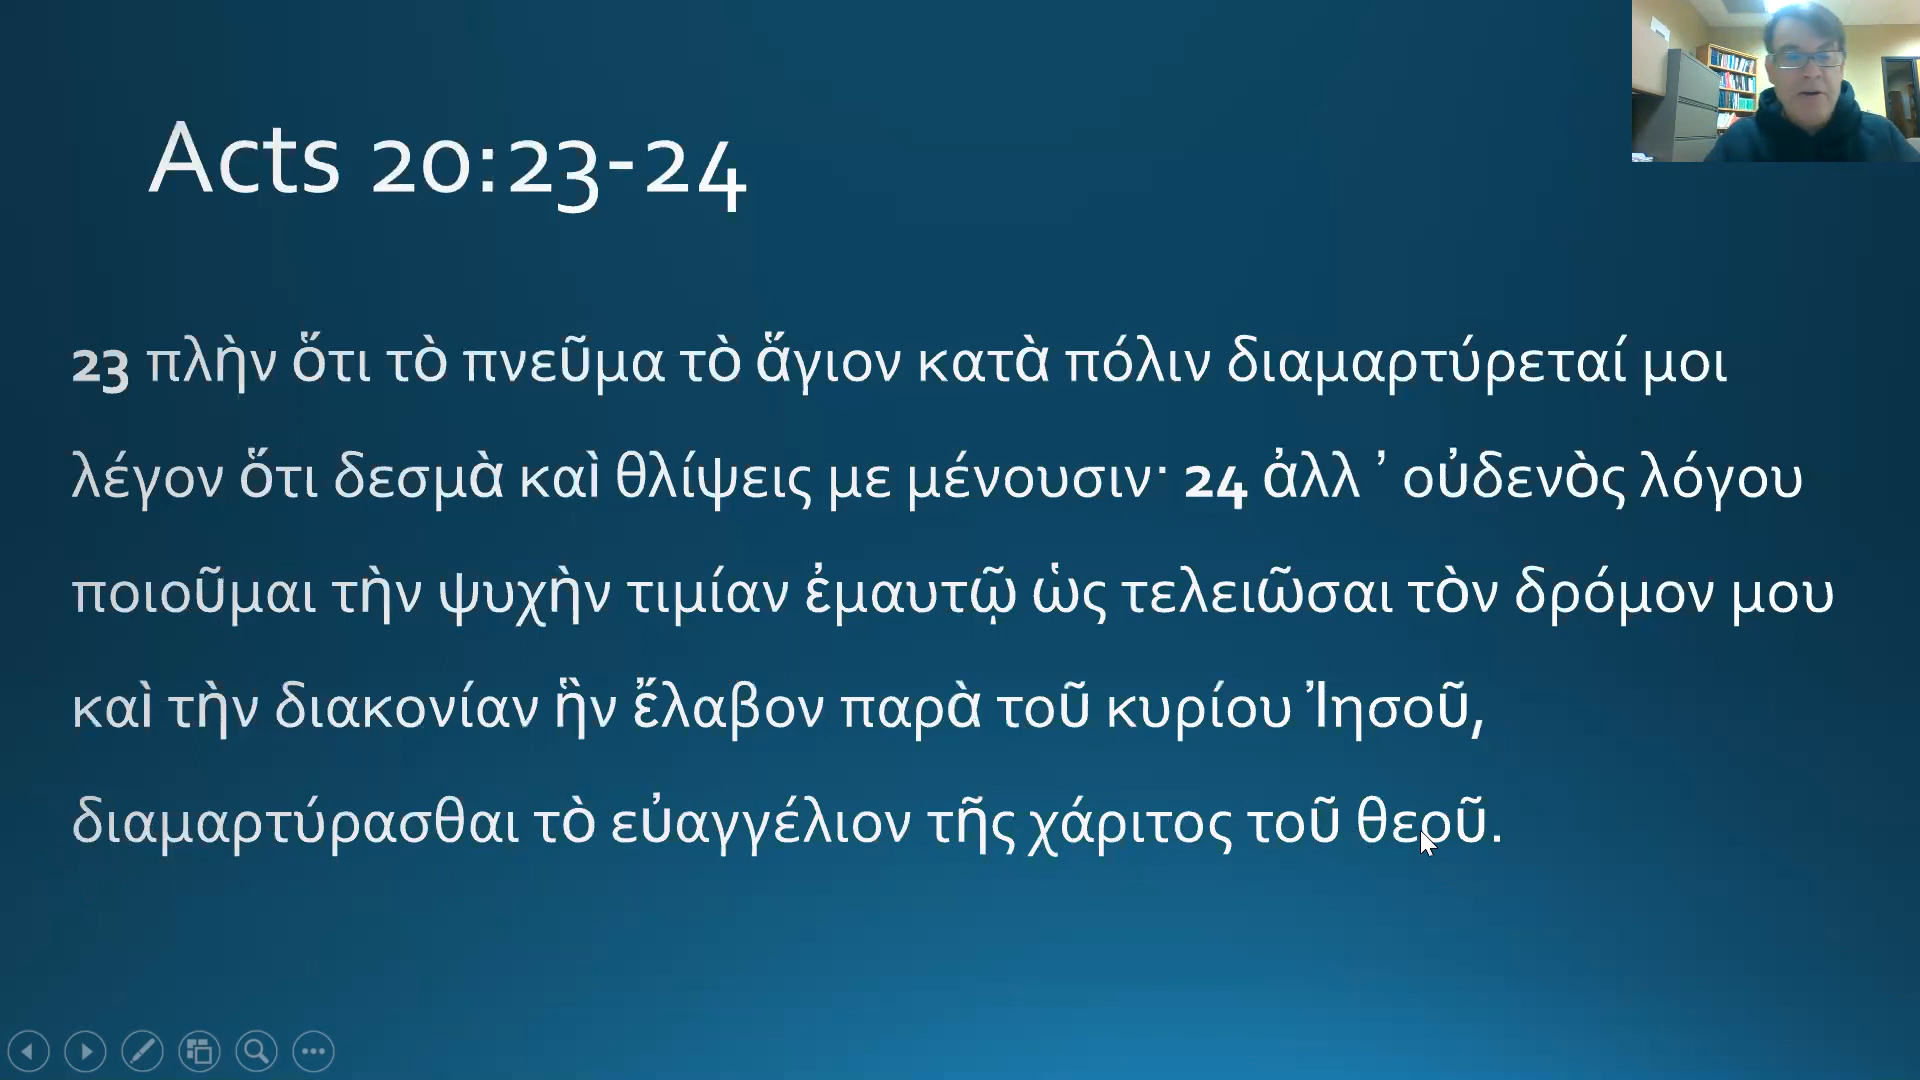 Acts 20:23-24
23 πλὴν ὅτι τὸ πνεῦμα τὸ ἅγιον κατὰ πόλιν διαμαρτύρεταί μοι
λέγον ὅτι δεσμὰ καὶ θλίψεις με μένουσιν· 24 ἀλλ ’ οὐδενὸς λόγου
ποιοῦμαι τὴν ψυχὴν τιμίαν ἐμαυτῷ ὡς τελειῶσαι τὸν δρόμον μου
καὶ τὴν διακονίαν ἣν ἔλαβον παρὰ τοῦ κυρίου Ἰησοῦ,
διαμαρτύρασθαι τὸ εὐαγγέλιον τῆς χάριτος τοῦ θεοῦ.